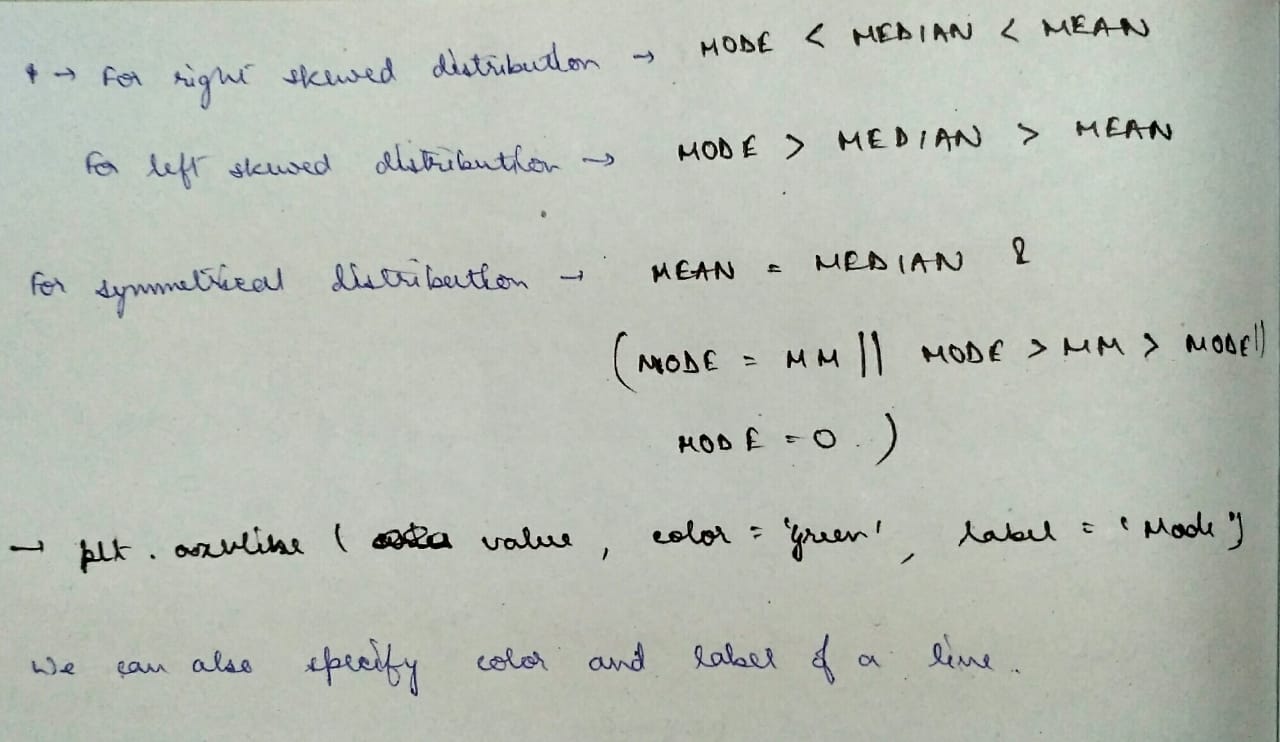 → For right skewed distribution → MODE < MEDIAN < MEAN
For left skewed distribution → MODE > MEDIAN > MEAN
For symmetrical distribution → MEAN = MEDIAN &
(MODE = MM || MODE > MM > MODE ||
MODE = 0.)
→ plt.axvline ( value, color = 'green', label = 'Mode')
We can also specify color and label of a line.